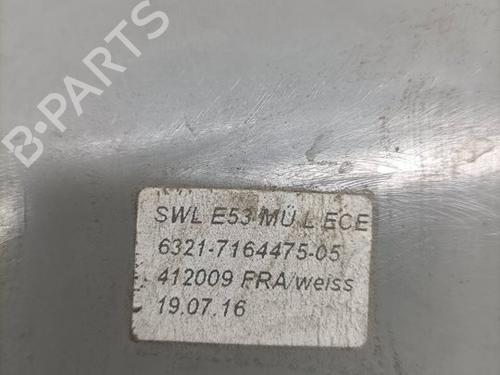 B-PARTS
SWL E53 MÜ L ECE
6321-7164475-05
412009 FRA/weiss
19.07.16